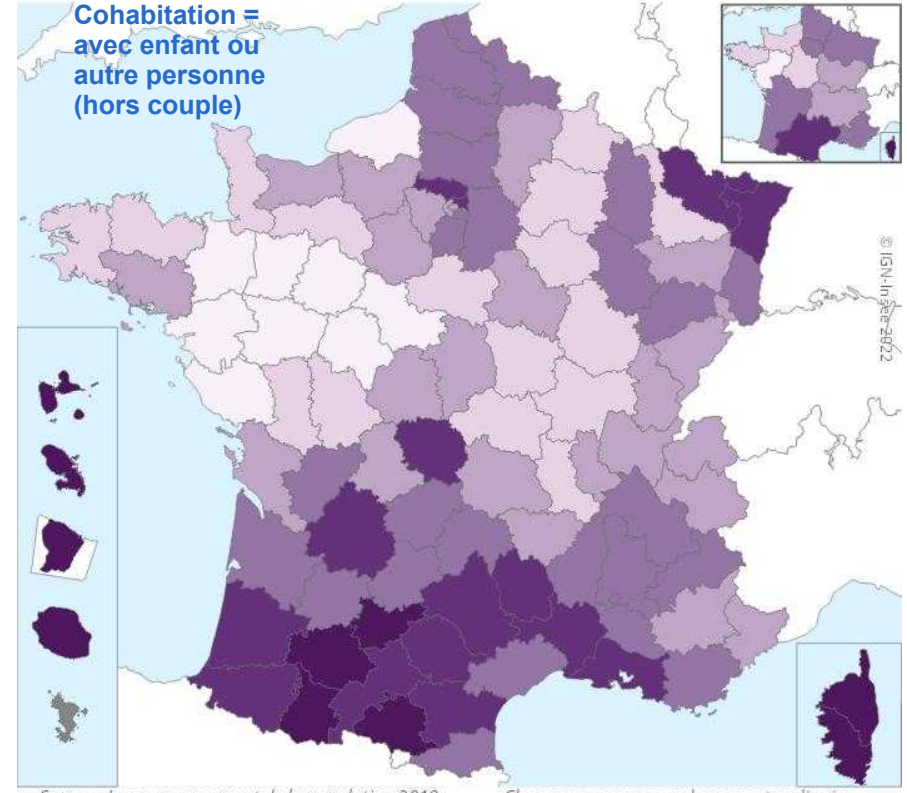 Cohabitation =
avec enfant ou
autre personne
(hors couple)
© IGN-Insee 2022